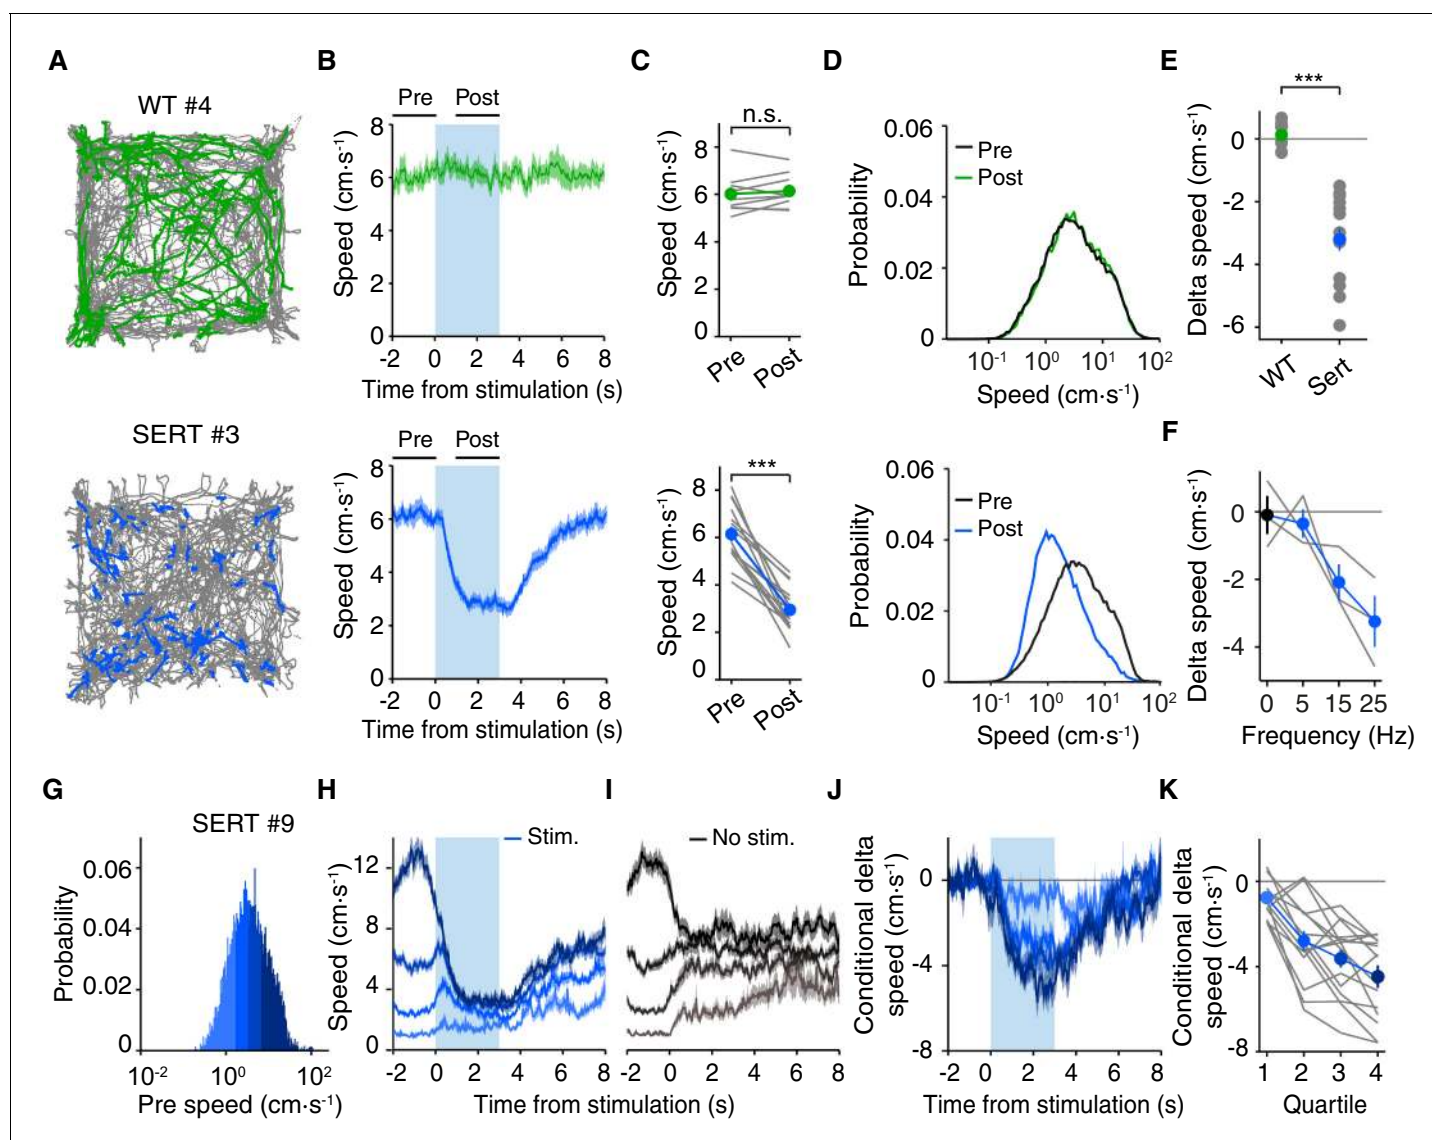 A
B
C
D
E
WT #4
Pre
Post
Speed (cm·s-1)
8
6
4
2
0
-2 0 2 4 6 8
Time from stimulation (s)
n.s.
Speed (cm·s-1)
8
6
4
2
0
Pre
Post
Probability
0.06
0.04
0.02
0
Pre
Post
10-1 100 101 102
Speed (cm·s-1)
***
Delta speed (cm·s-1)
0
-2
-4
-6
WT
Sert
SERT #3
Pre
Post
Speed (cm·s-1)
8
6
4
2
0
-2 0 2 4 6 8
Time from stimulation (s)
***
Speed (cm·s-1)
8
6
4
2
0
Pre
Post
Probability
0.06
0.04
0.02
0
Pre
Post
10-1 100 101 102
Speed (cm·s-1)
F
Delta speed (cm·s-1)
0
-2
-4
0 5 15 25
Frequency (Hz)
G
H
I
J
K
SERT #9
Probability
0.06
0.04
0.02
0
10-2 100 102
Pre speed (cm·s-1)
Speed (cm·s-1)
12
8
4
0
Stim.
-2 0 2 4 6 8
No stim.
-2 0 2 4 6 8
Time from stimulation (s)
Conditional delta
speed (cm·s-1)
0
-4
-8
-2 0 2 4 6 8
Time from stimulation (s)
Conditional delta
speed (cm·s-1)
0
-4
-8
1 2 3 4
Quartile